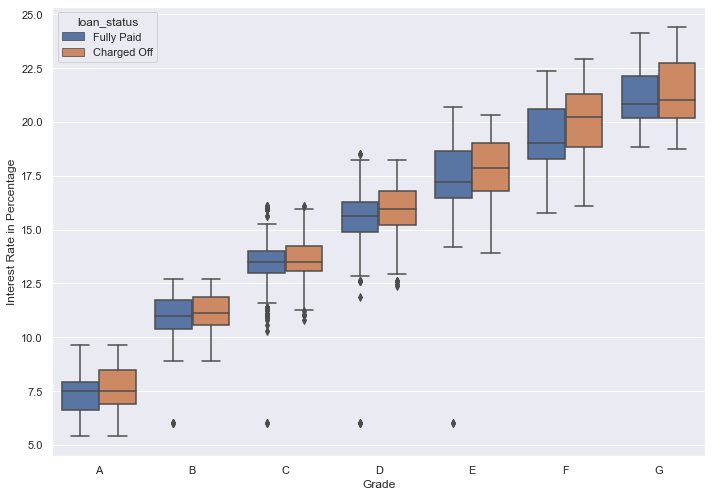 loan_status
Fully Paid
Charged Off
Interest Rate in Percentage
25.0
22.5
20.0
17.5
15.0
12.5
10.0
7.5
5.0
A B C D E F G
Grade